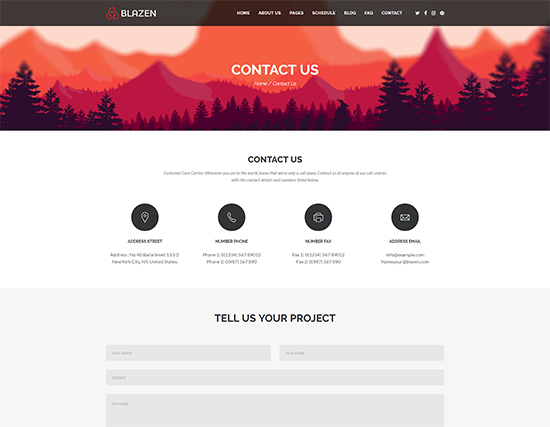 BLAZEN
HOME ABOUT US PAGES SCHEDULE BLOG FAQ CONTACT
CONTACT US
Home / Contact Us
CONTACT US
Customer Care Centre. Wherever you are in the world, know that we're only a call away. Contact us at anyone of our call centres
with the contact details and numbers listed below.
ADDRESS STREET NUMBER PHONE NUMBER FAX ADDRESS EMAIL
Address : No 40 Baria Street 133/2 Phone 1: 0(1234) 567 89012 Fax 1: 0(1234) 567 89012 info@example.com
NewYork City, NY, United States. Phone 2: 0(987) 567 890 Fax 2: 0(987) 567 890 Nameyour@blazen.com
TELL US YOUR PROJECT
Your Name Your Email
Subject
Message